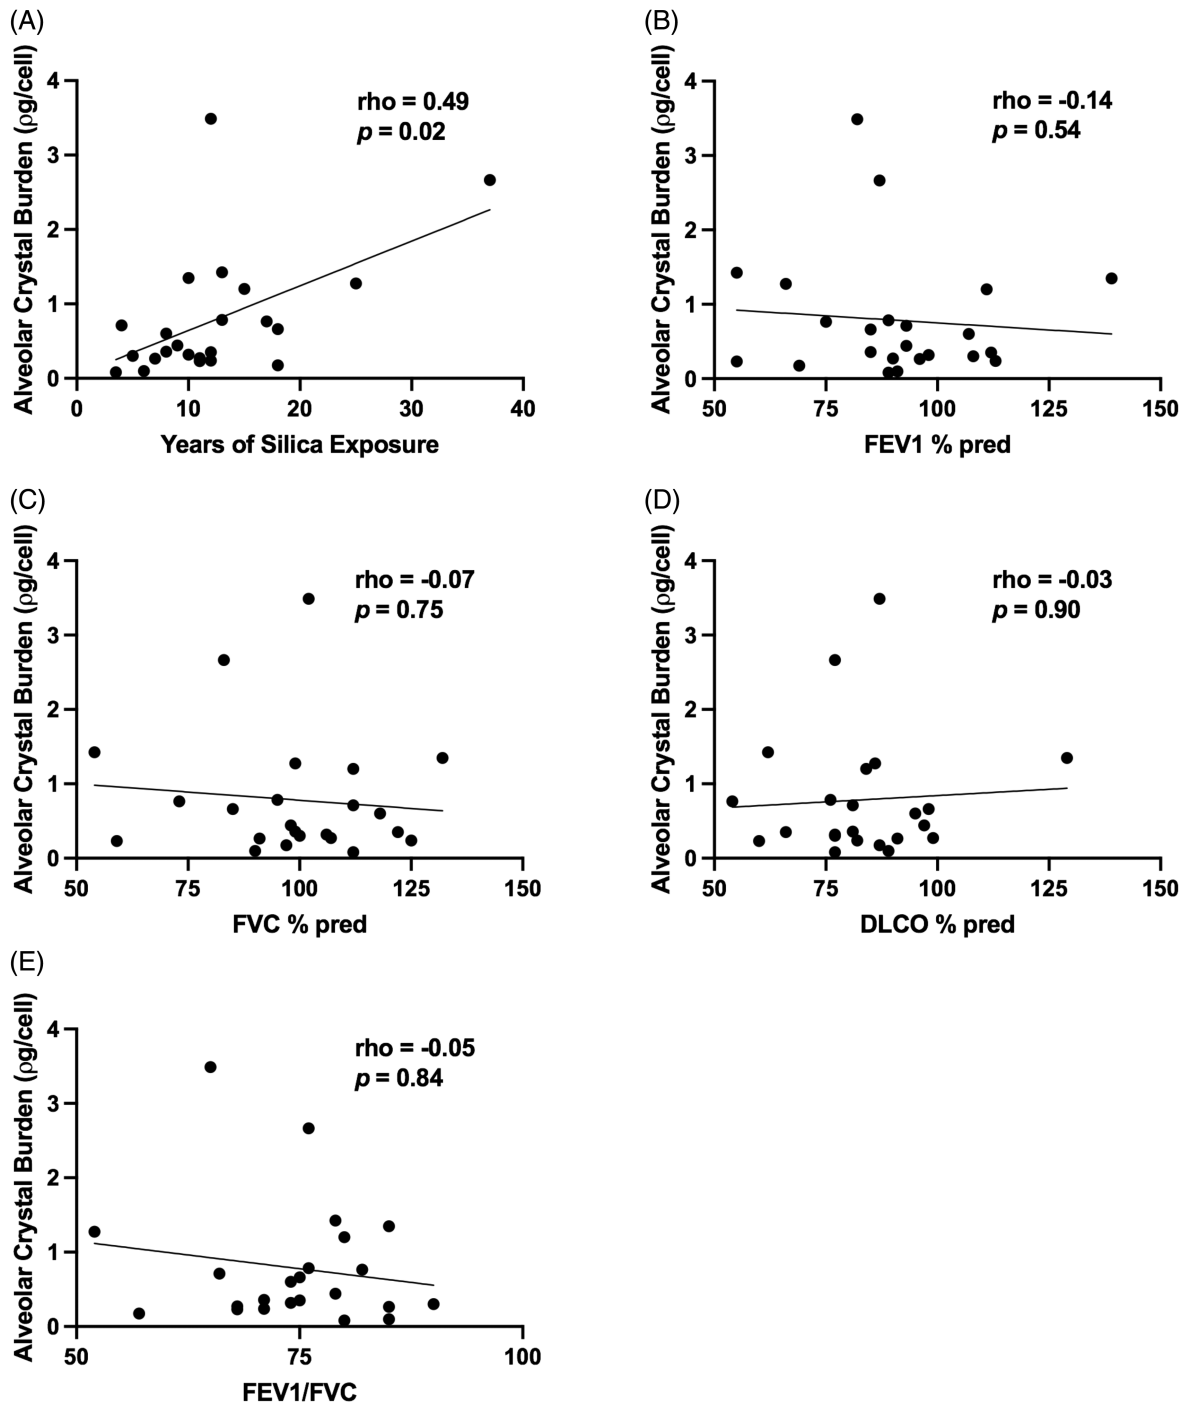 (A)
Alveolar Crystal Burden (ρg/cell)
4
3
2
1
0
rho = 0.49
p = 0.02
0 10 20 30 40
Years of Silica Exposure
(B)
Alveolar Crystal Burden (ρg/cell)
4
3
2
1
0
rho = -0.14
p = 0.54
50 75 100 125 150
FEV1 % pred
(C)
Alveolar Crystal Burden (ρg/cell)
4
3
2
1
0
rho = -0.07
p = 0.75
50 75 100 125 150
FVC % pred
(D)
Alveolar Crystal Burden (ρg/cell)
4
3
2
1
0
rho = -0.03
p = 0.90
50 75 100 125 150
DLCO % pred
(E)
Alveolar Crystal Burden (ρg/cell)
4
3
2
1
0
rho = -0.05
p = 0.84
50 75 100
FEV1/FVC